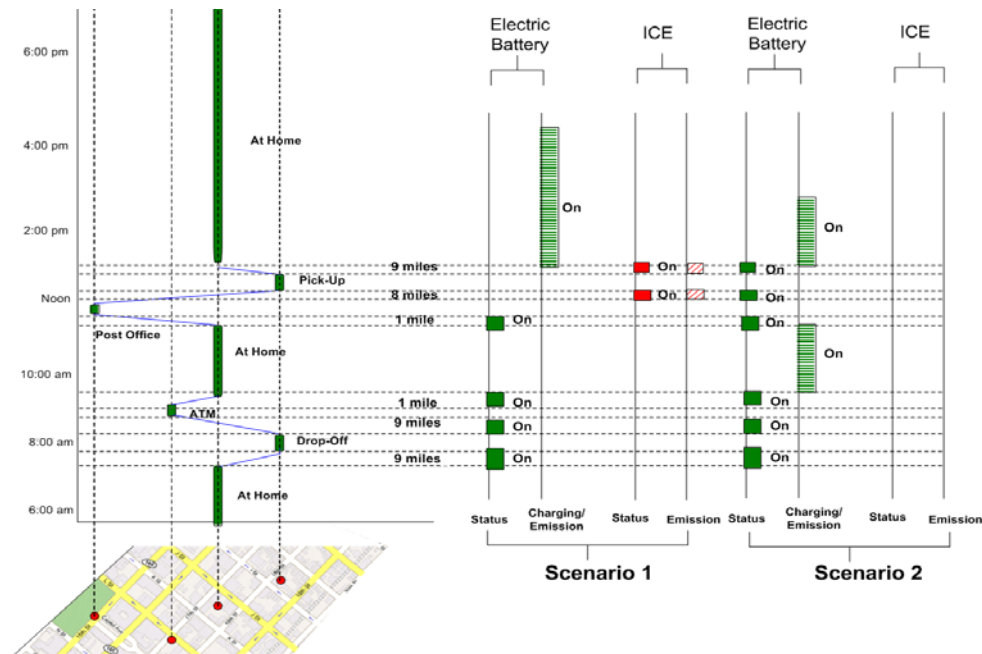 Electric
Battery
ICE
Electric
Battery
ICE
6:00 pm
4:00 pm
At Home
On
2:00 pm
On
9 miles
On
On
Pick-Up
Noon
8 miles
On
On
1 mile
On
On
Post Office
At Home
On
10:00 am
1 mile
On
On
ATM
9 miles
On
On
8:00 am
Drop-Off
9 miles
On
On
At Home
6:00 am
Status
Charging/
Emission
Status
Emission
Status
Charging/
Emission
Status
Emission
Scenario 1
Scenario 2